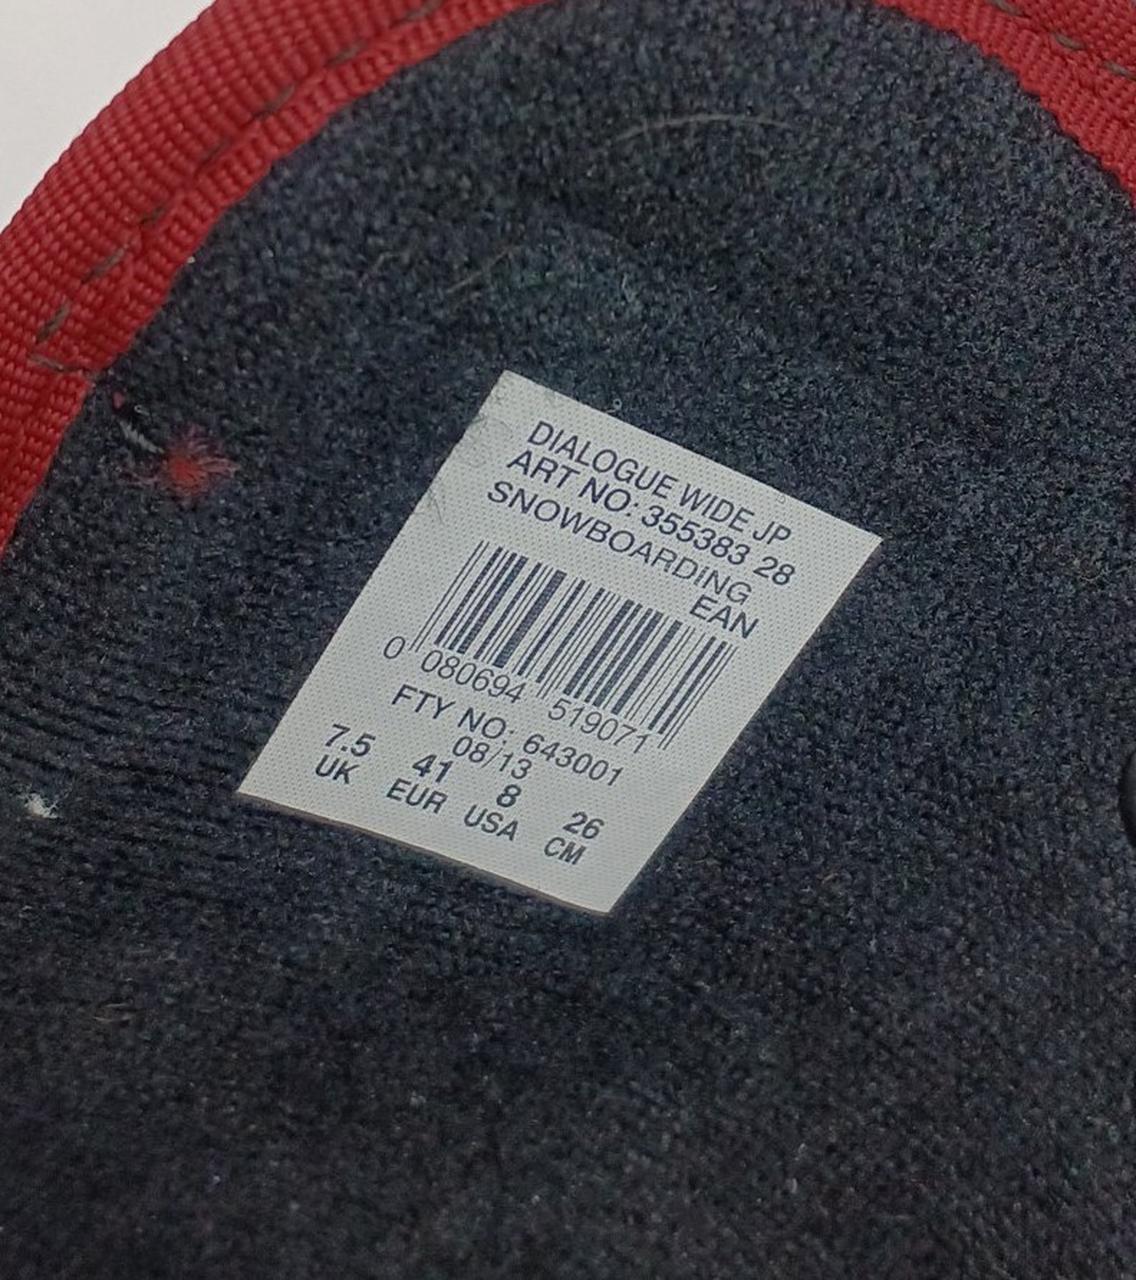 DIALOGUE WIDE JP
ART NO: 355383 28
SNOWBOARDING
EAN
0 080694 519071
FTY NO: 643001
08/13
7.5 41 8 26
UK EUR USA CM